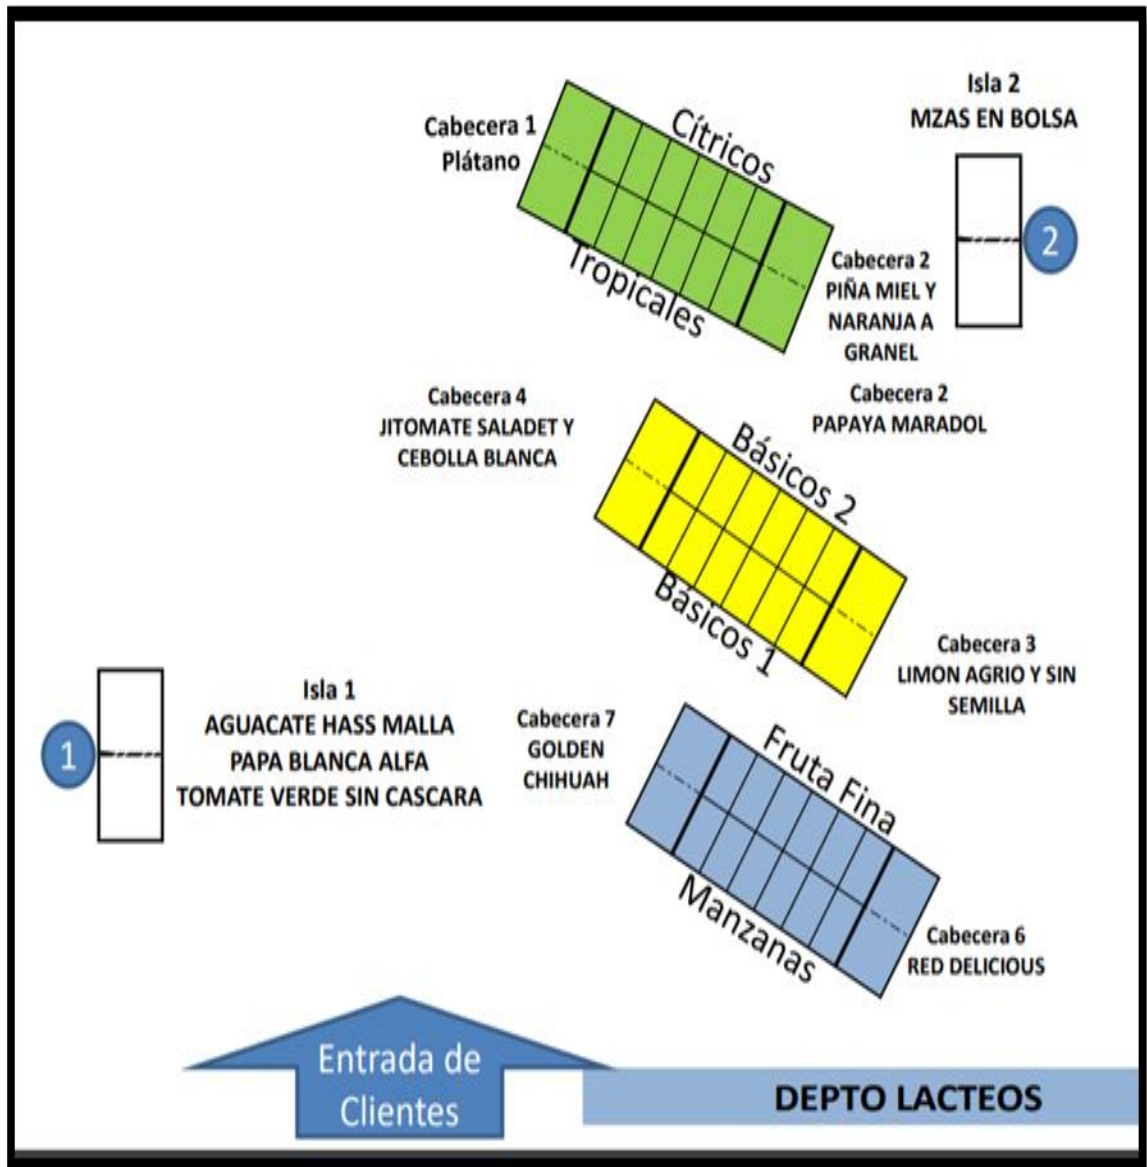 Isla 2
MZAS EN BOLSA
Cabecera 1
Plátano
Cítricos
2
Tropicales
Cabecera 2
PIÑA MIEL Y
NARANJA A
GRANEL
Cabecera 4
JITOMATE SALADET Y
CEBOLLA BLANCA
Cabecera 2
PAPAYA MARADOL
Básicos 2
Básicos 1
Cabecera 3
LIMON AGRIO Y SIN
SEMILLA
Isla 1
AGUACATE HASS MALLA
PAPA BLANCA ALFA
TOMATE VERDE SIN CASCARA
1
Cabecera 7
GOLDEN
CHIHUAH
Fruta Fina
Manzanas
Cabecera 6
RED DELICIOUS
Entrada de
Clientes
DEPTO LACTEOS